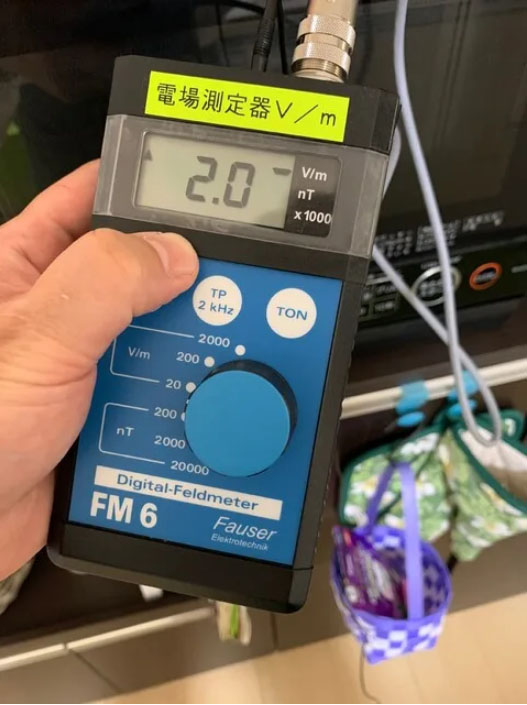 電場測定器V/m
2.0
V/m
nT
x1000
TP
2 kHz
TON
2000
V/m
200
20
200
nT
2000
20000
Digital-Feldmeter
FM 6
Fauser
Elektrotechnik